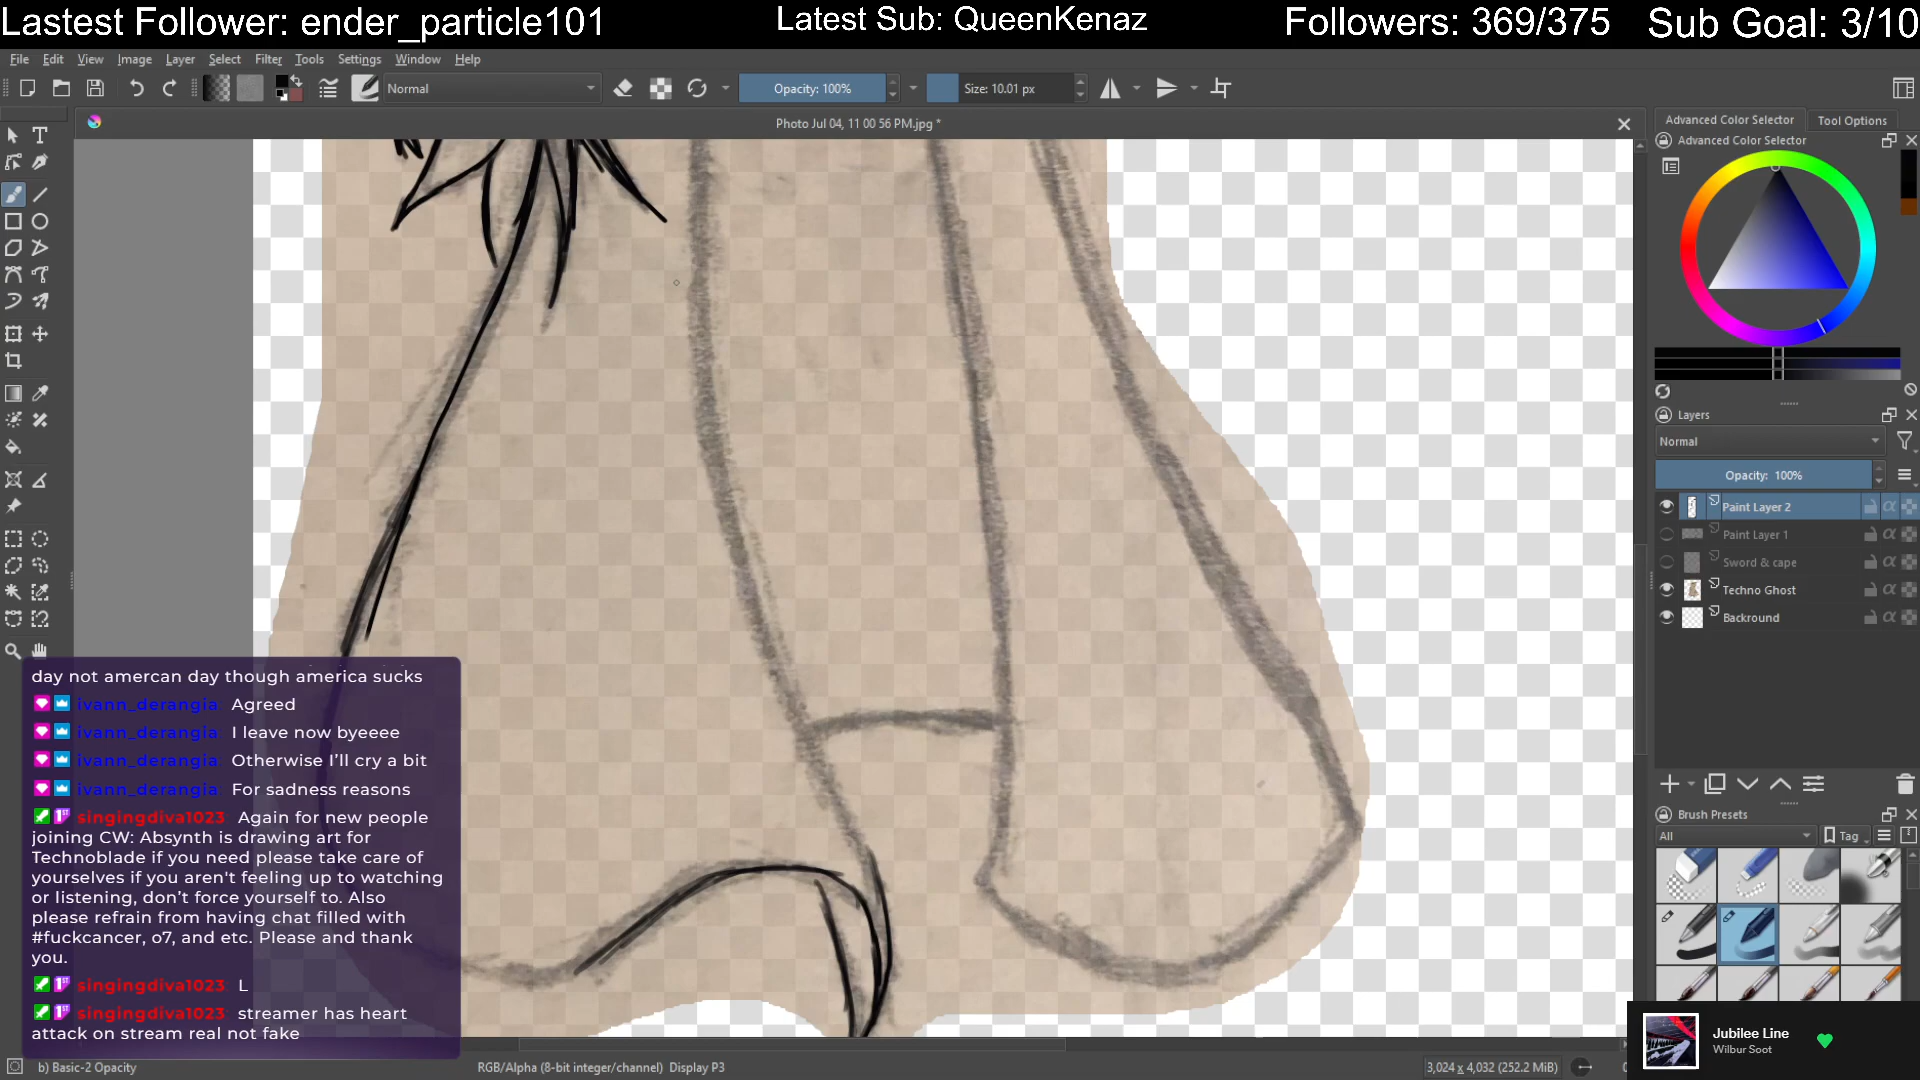 Lastest Follower: ender_particle101
Latest Sub: QueenKenaz
Followers: 369/375
Sub Goal: 3/10
File Edit View Image Layer Select Filter Tools Settings Window Help
Normal
Opacity: 100%
Size: 10.01 px
Photo Jul 04, 11 00 56 PM.jpg *
Advanced Color Selector
Tool Options
Advanced Color Selector
Layers
Normal
Opacity: 100%
Paint Layer 2
Paint Layer 1
Sword & cape
Techno Ghost
Backround
Brush Presets
All
Tag
day not amercan day though america sucks
ivann_derangia: Agreed
ivann_derangia: I leave now byeeee
ivann_derangia: Otherwise I'll cry a bit
ivann_derangia: For sadness reasons
singingdiva1023: Again for new people
joining CW: Absynth is drawing art for
Technoblade if you need please take care of
yourselves if you aren't feeling up to watching
or listening, don't force yourself to. Also
please refrain from having chat filled with
#fuckcancer, o7, and etc. Please and thank
you.
singingdiva1023: L
singingdiva1023: streamer has heart
attack on stream real not fake
Jubilee Line
Wilbur Soot
b) Basic-2 Opacity
RGB/Alpha (8-bit integer/channel) Display P3
3,024 x 4,032 (252.2 MiB)